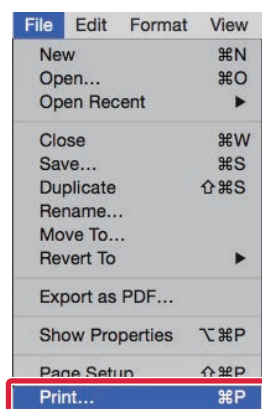 File Edit Format View
New ⌘N
Open... ⌘O
Open Recent ▶
Close ⌘W
Save... ⌘S
Duplicate ⇧⌘S
Rename...
Move To...
Revert To ▶
Export as PDF...
Show Properties ⌥⌘P
Page Setup ⇧⌘P
Print... ⌘P